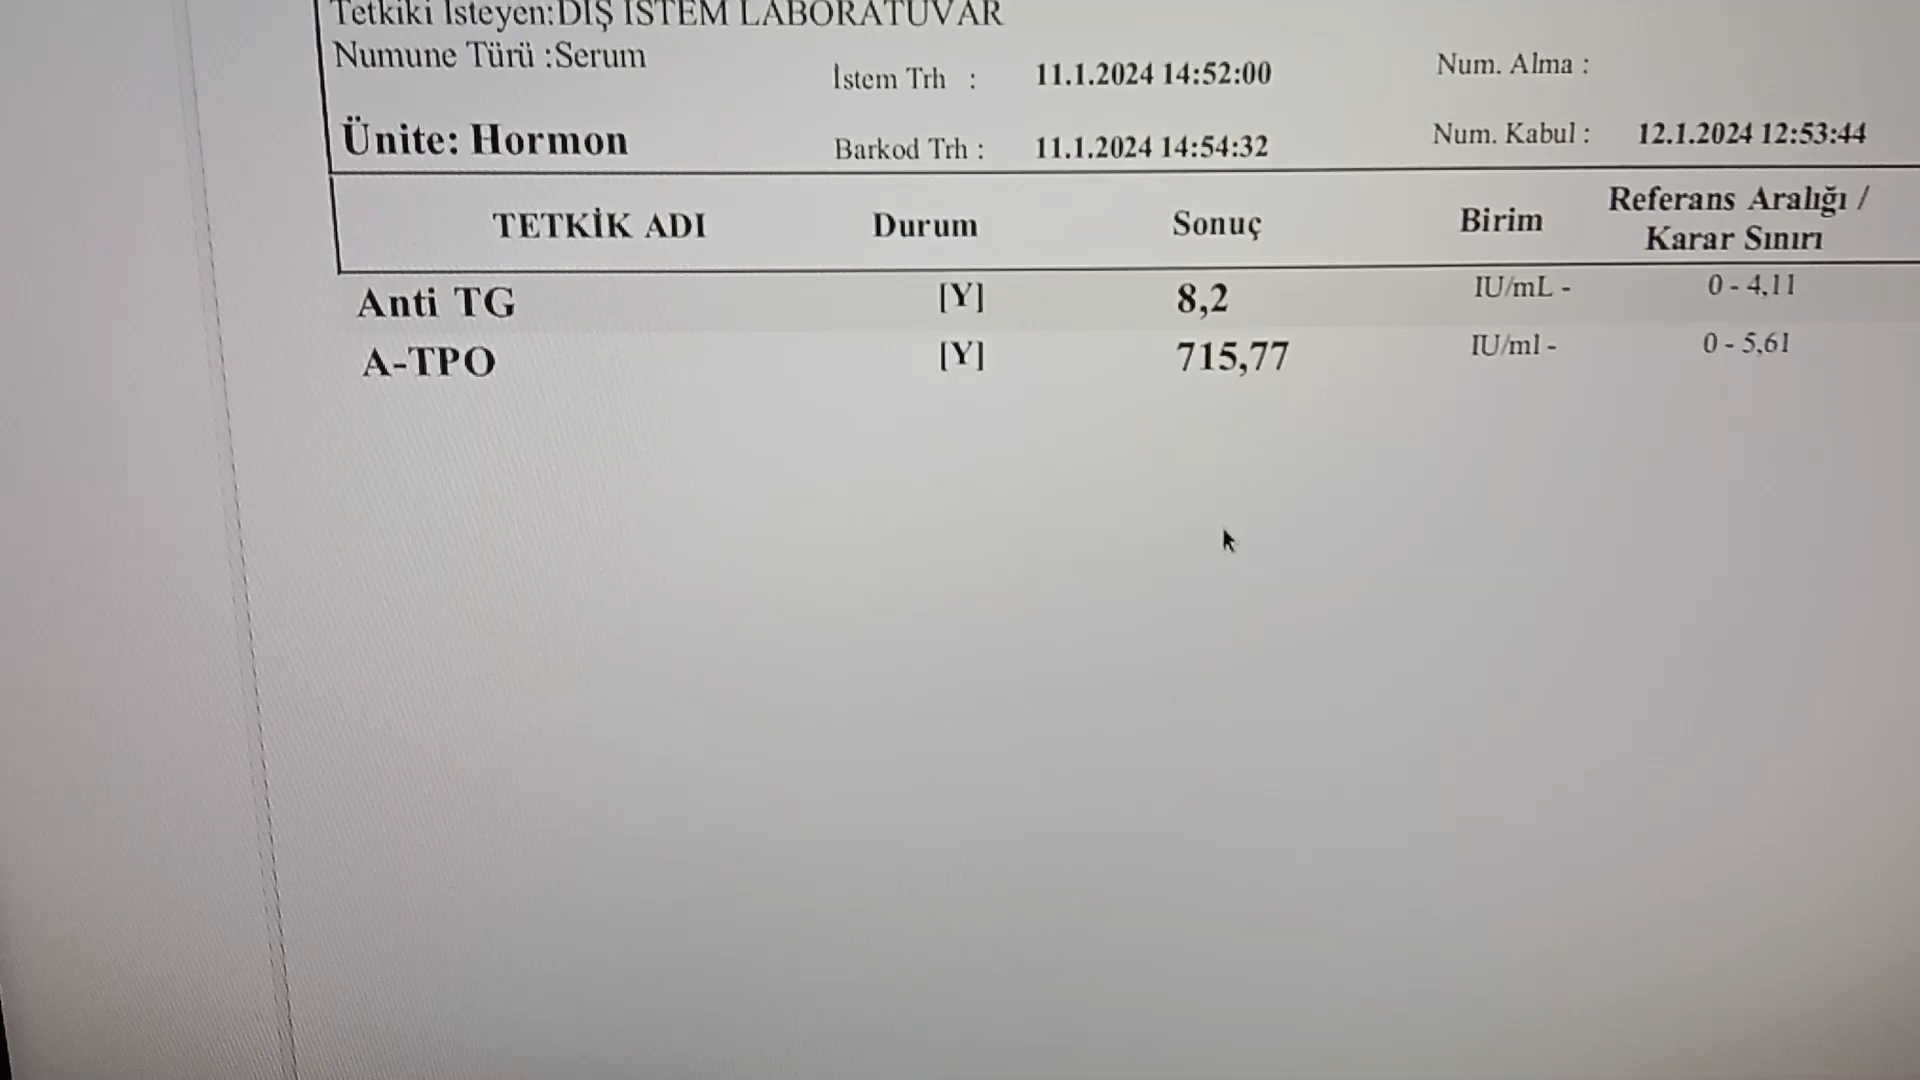 Tetkiki İsteyen:DIŞ İSTEM LABORATUVAR
Numune Türü :Serum
İstem Trh : 11.1.2024 14:52:00 Num. Alma :
Ünite: Hormon Barkod Trh : 11.1.2024 14:54:32 Num. Kabul : 12.1.2024 12:53:44
TETKİK ADI Durum Sonuç Birim Referans Aralığı /
Karar Sınırı
Anti TG [Y] 8,2 IU/mL - 0 - 4,11
A-TPO [Y] 715,77 IU/ml - 0 - 5,61